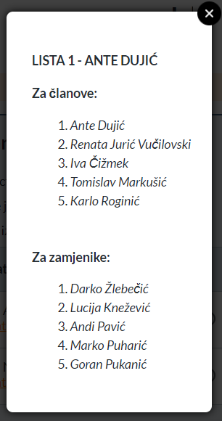 LISTA 1 - ANTE DUJIĆ
Za članove:
1. Ante Dujić
2. Renata Jurić Vučilovski
3. Iva Čižmek
4. Tomislav Markušić
5. Karlo Roginić
Za zamjenike:
1. Darko Žlebečić
2. Lucija Knežević
3. Andi Pavić
4. Marko Puharić
5. Goran Pukanić